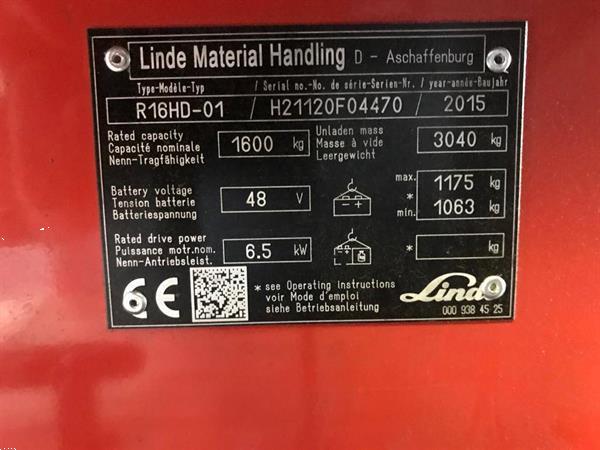 Linde Material Handling D - Aschaffenburg
Type-Modèle-Typ / Serial no.-No. de série-Serien-Nr. / year-année-Baujahr
R16HD-01 / H21120F04470 / 2015
Rated capacity
Capacité nominale
Nenn-Tragfähigkeit
1600 kg
Unladen mass
Masse à vide
Leergewicht
3040 kg
Battery voltage
Tension batterie
Batteriespannung
48 V
- +
max. 1175 kg
*
min. 1063 kg
Rated drive power
Puissance motr.nom.
Nenn-Antriebsleist.
6.5 kW
- +
* kg
CE
* see Operating instructions
voir Mode d'emploi
siehe Betriebsanleitung
Linde
000 938 45 25